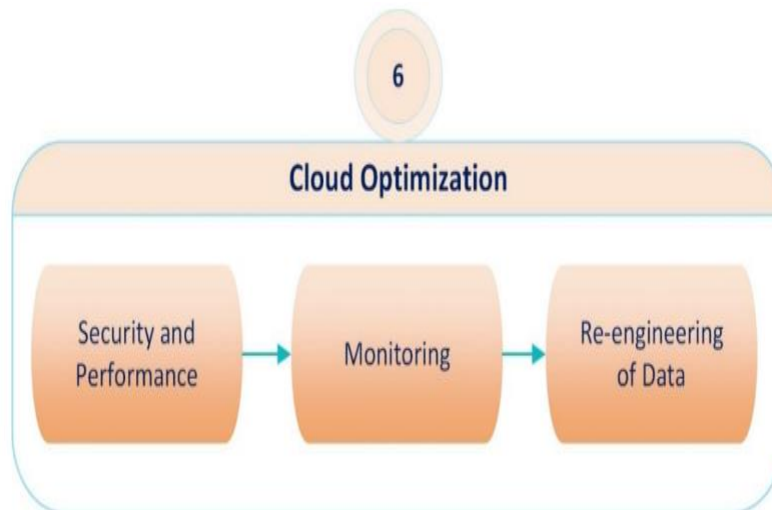 6
Cloud Optimization
Security and
Performance
Monitoring
Re-engineering
of Data